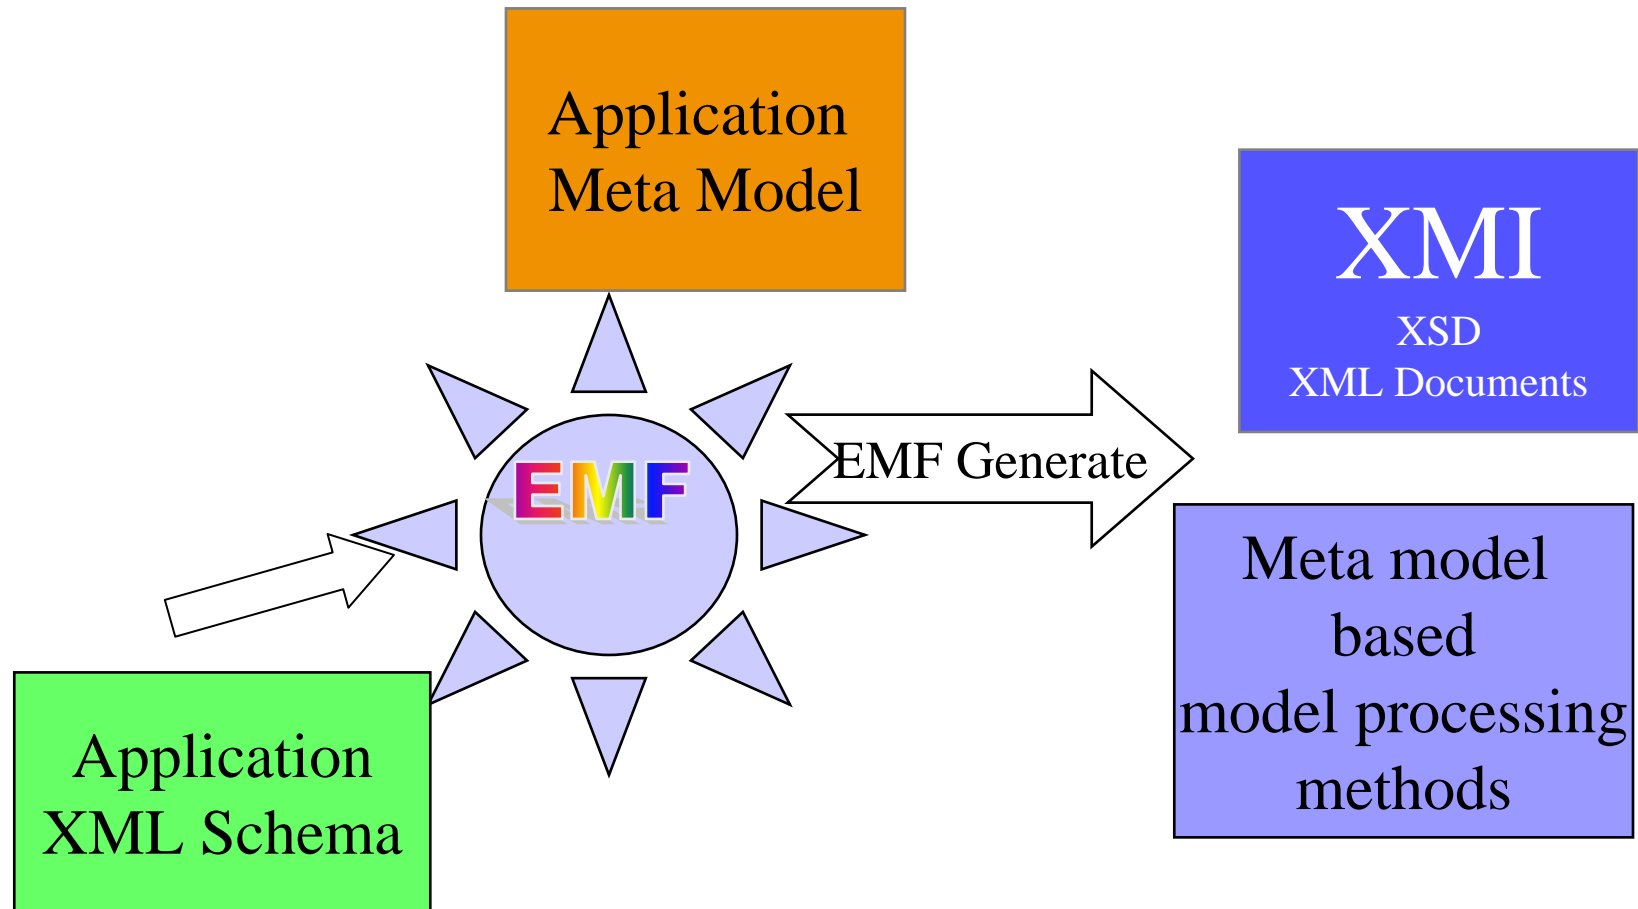 Application
Meta Model
XMI
XSD
XML Documents
EMF Generate
EMF
Meta model
based
model processing
methods
Application
XML Schema